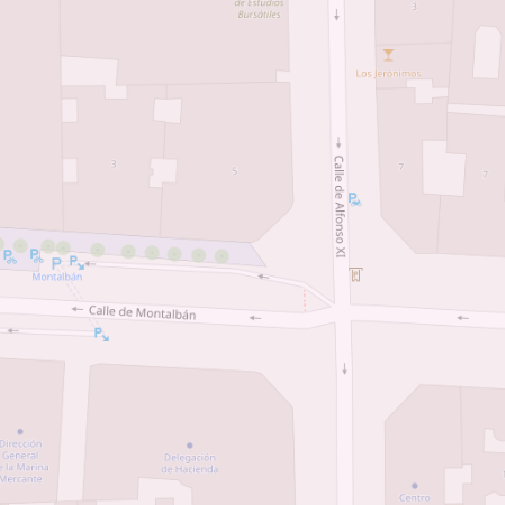 de Estudios
Bursátiles
3
Los Jerónimos
8
5
7
7
Calle de Alfonso XI
P
P
P
P
P
Montalbán
Calle de Montalbán
P
Dirección
General
e la Marina
Mercante
Delegación
de Hacienda
Centro